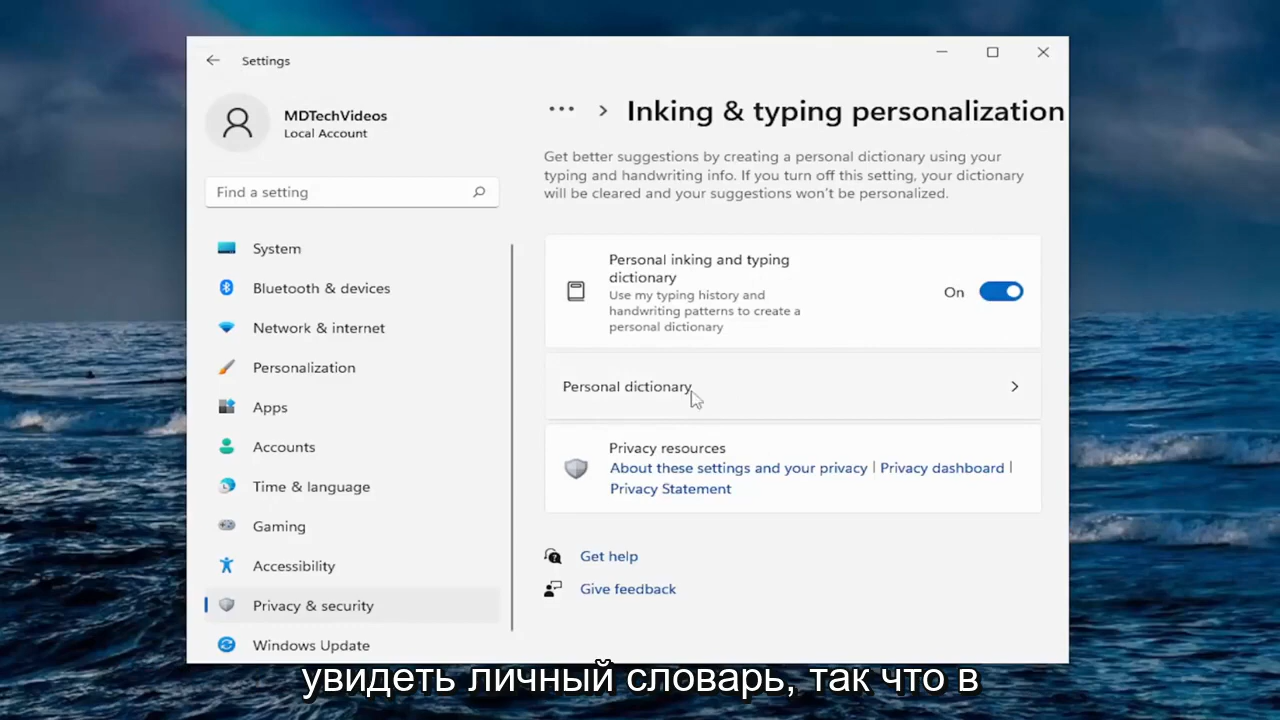 Settings
MDTechVideos
Local Account
Find a setting
System
Bluetooth & devices
Network & internet
Personalization
Apps
Accounts
Time & language
Gaming
Accessibility
Privacy & security
Windows Update
... > Inking & typing personalization
Get better suggestions by creating a personal dictionary using your
typing and handwriting info. If you turn off this setting, your dictionary
will be cleared and your suggestions won't be personalized.
Personal inking and typing
dictionary
Use my typing history and
handwriting patterns to create a
personal dictionary
On
Personal dictionary
Privacy resources
About these settings and your privacy | Privacy dashboard |
Privacy Statement
Get help
Give feedback
увидеть личный словарь, так что в